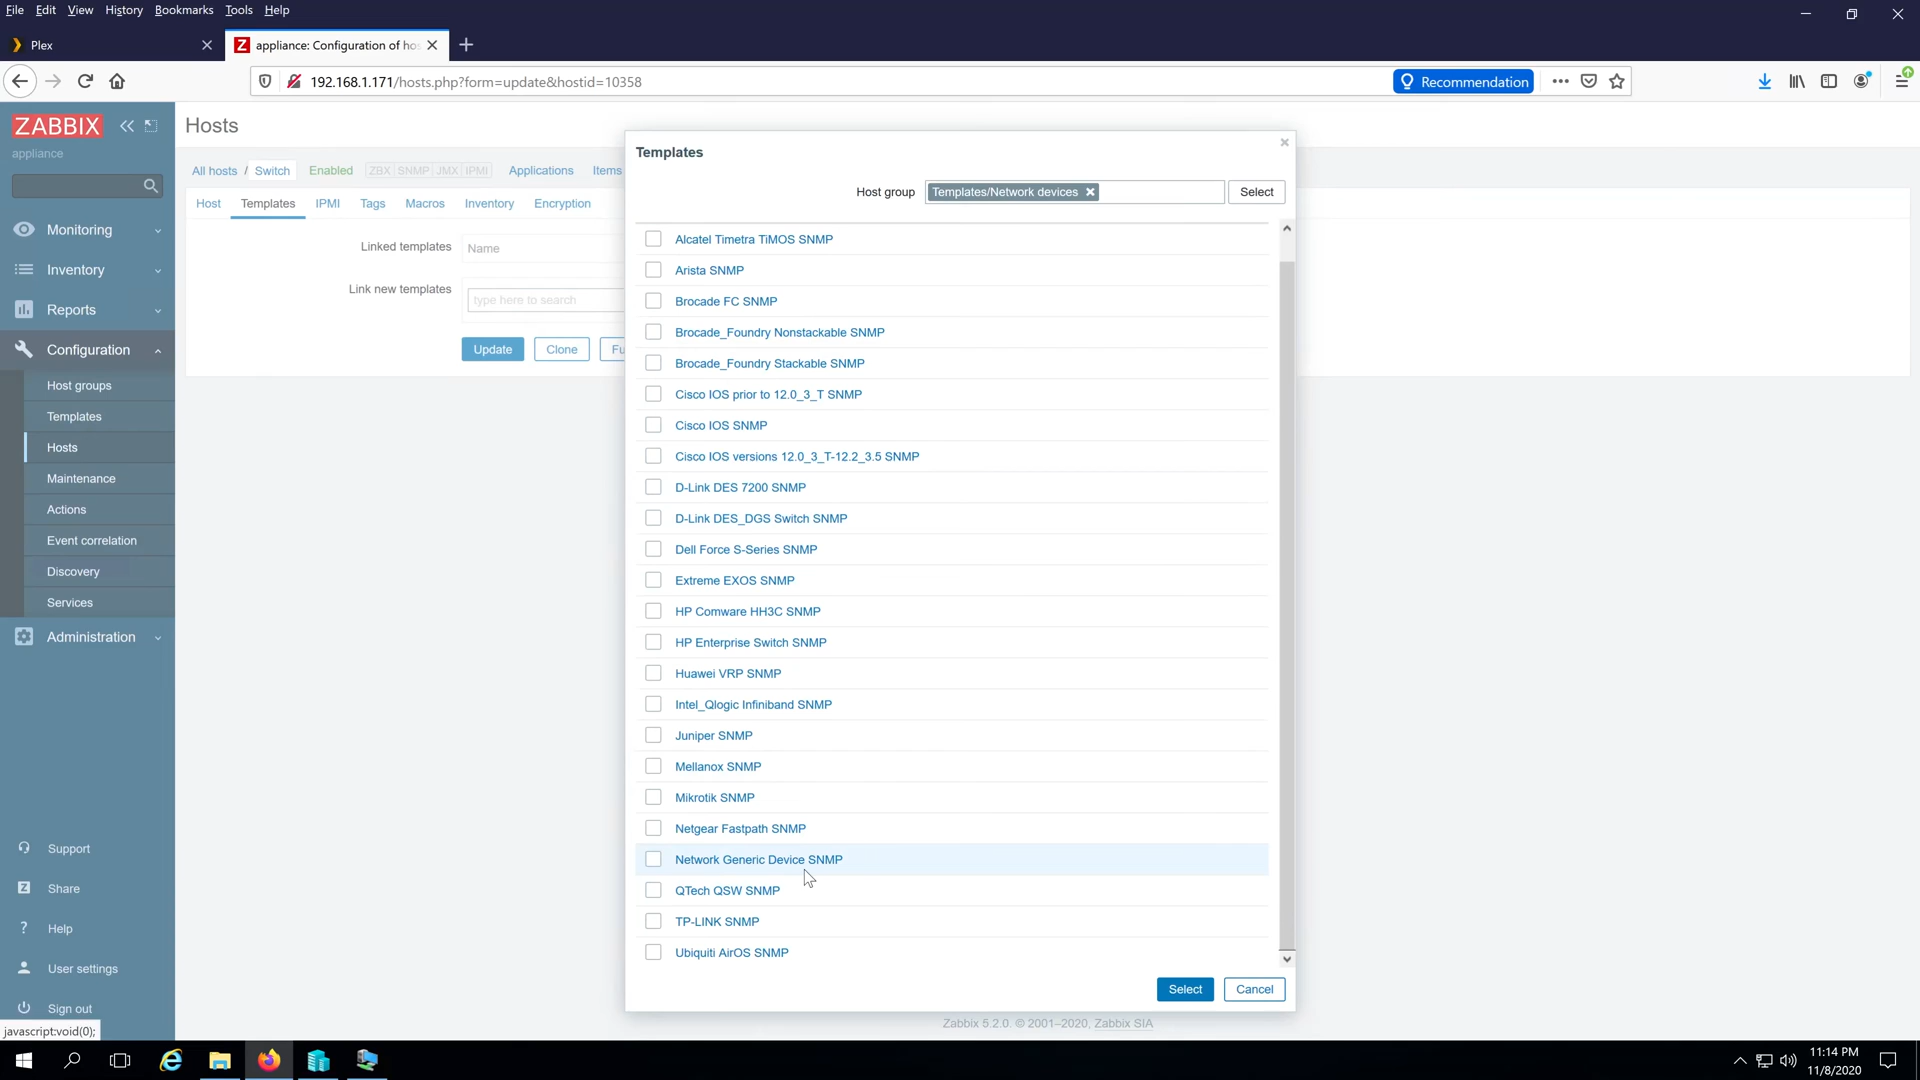 File Edit View History Bookmarks Tools Help
Plex
Z appliance: Configuration of hos
192.168.1.171/hosts.php?form=update&hostid=10358
Recommendation
ZABBIX
appliance
Monitoring
Inventory
Reports
Configuration
Host groups
Templates
Hosts
Maintenance
Actions
Event correlation
Discovery
Services
Administration
Support
Z Share
? Help
User settings
Sign out
javascript:void(0);
Hosts
All hosts / Switch Enabled ZBX SNMP JMX IPMI Applications Items
Host Templates IPMI Tags Macros Inventory Encryption
Linked templates Name
Link new templates type here to search
Update Clone Fu
Templates
Host group Templates/Network devices Select
Alcatel Timetra TiMOS SNMP
Arista SNMP
Brocade FC SNMP
Brocade_Foundry Nonstackable SNMP
Brocade_Foundry Stackable SNMP
Cisco IOS prior to 12.0_3_T SNMP
Cisco IOS SNMP
Cisco IOS versions 12.0_3_T-12.2_3.5 SNMP
D-Link DES 7200 SNMP
D-Link DES_DGS Switch SNMP
Dell Force S-Series SNMP
Extreme EXOS SNMP
HP Comware HH3C SNMP
HP Enterprise Switch SNMP
Huawei VRP SNMP
Intel_Qlogic Infiniband SNMP
Juniper SNMP
Mellanox SNMP
Mikrotik SNMP
Netgear Fastpath SNMP
Network Generic Device SNMP
QTech QSW SNMP
TP-LINK SNMP
Ubiquiti AirOS SNMP
Select Cancel
Zabbix 5.2.0. © 2001–2020, Zabbix SIA
11:14 PM
11/8/2020